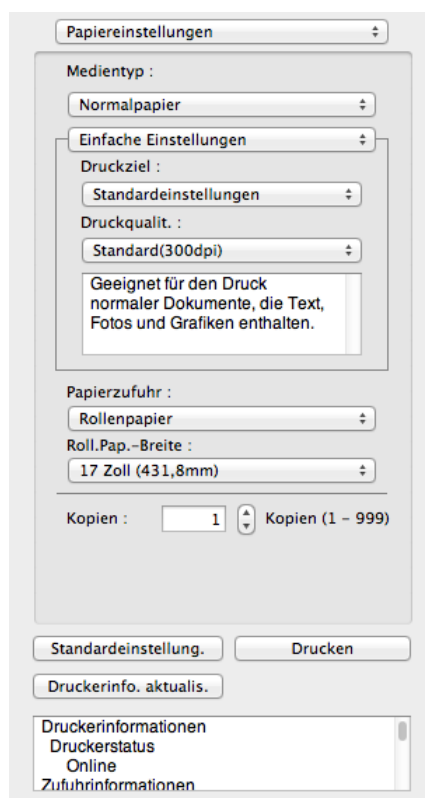 Papiereinstellungen
Medientyp :
Normalpapier
Einfache Einstellungen
Druckziel :
Standardeinstellungen
Druckqualit. :
Standard(300dpi)
Geeignet für den Druck
normaler Dokumente, die Text,
Fotos und Grafiken enthalten.
Papierzufuhr :
Rollenpapier
Roll.Pap.-Breite :
17 Zoll (431,8mm)
Kopien : 1 Kopien (1 – 999)
Standardeinstellung. Drucken
Druckerinfo. aktualis.
Druckerinformationen
Druckerstatus
Online
Zufuhrinformationen